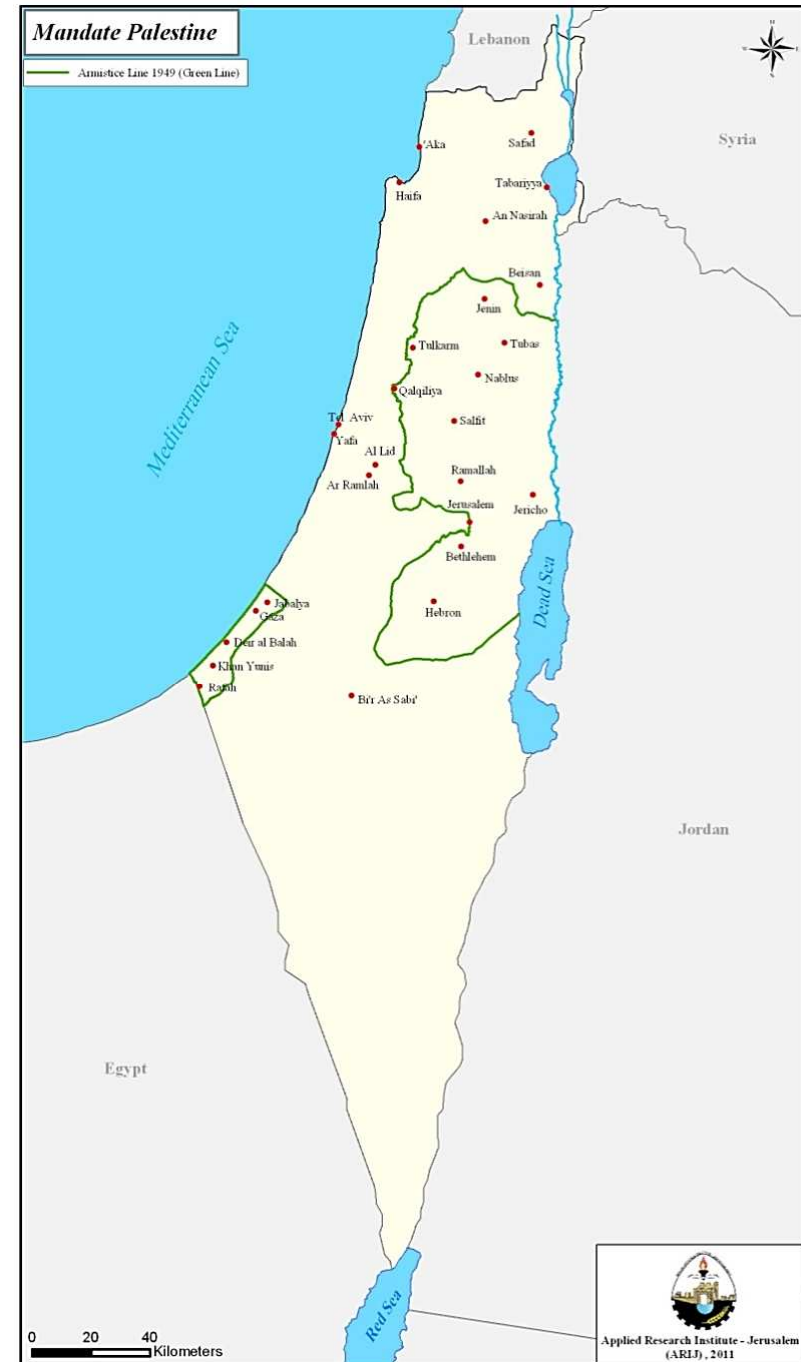 Mandate Palestine
Armistice Line 1949 (Green Line)
Lebanon
Syria
'Aka
Safad
Haifa
Tabariyya
An Nasirah
Beisan
Jenin
Tulkarm
Tubas
Nablus
Qalqiliya
Mediterranean Sea
Tel Aviv
Yafa
Salfit
Al Lid
Ar Ramlah
Ramallah
Jerusalem
Jericho
Bethlehem
Dead Sea
Hebron
Jabalya
Gaza
Deir al Balah
Khan Yunis
Rafah
Bi'r As Sabi'
Jordan
Egypt
Red Sea
0 20 40
Kilometers
Applied Research Institute - Jerusalem
(ARIJ) , 2011